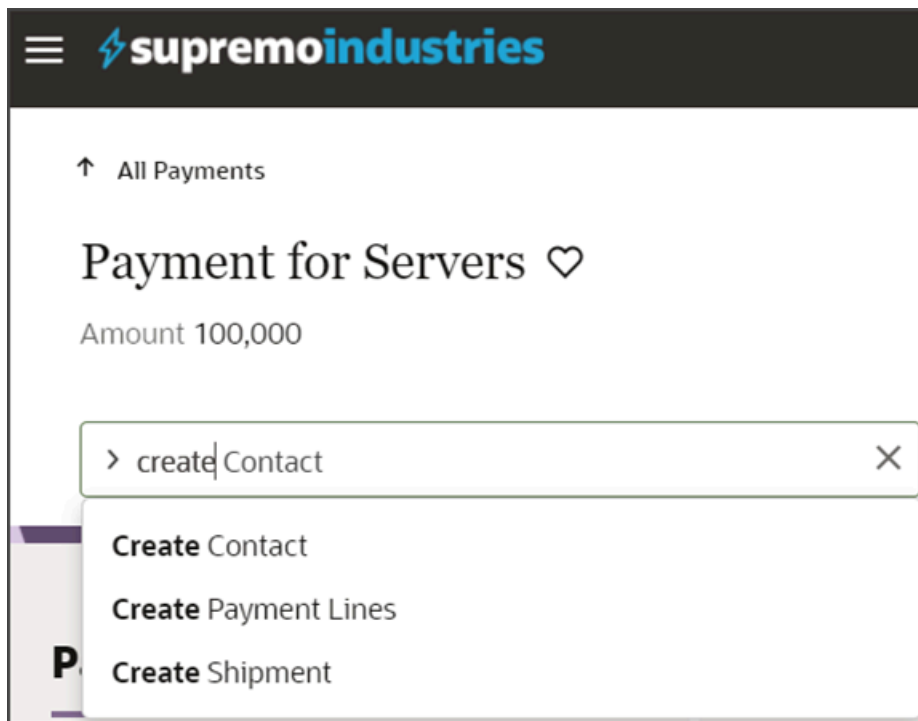 supremoindustries
All Payments
Payment for Servers
Amount 100,000
create Contact
Create Contact
Create Payment Lines
Create Shipment